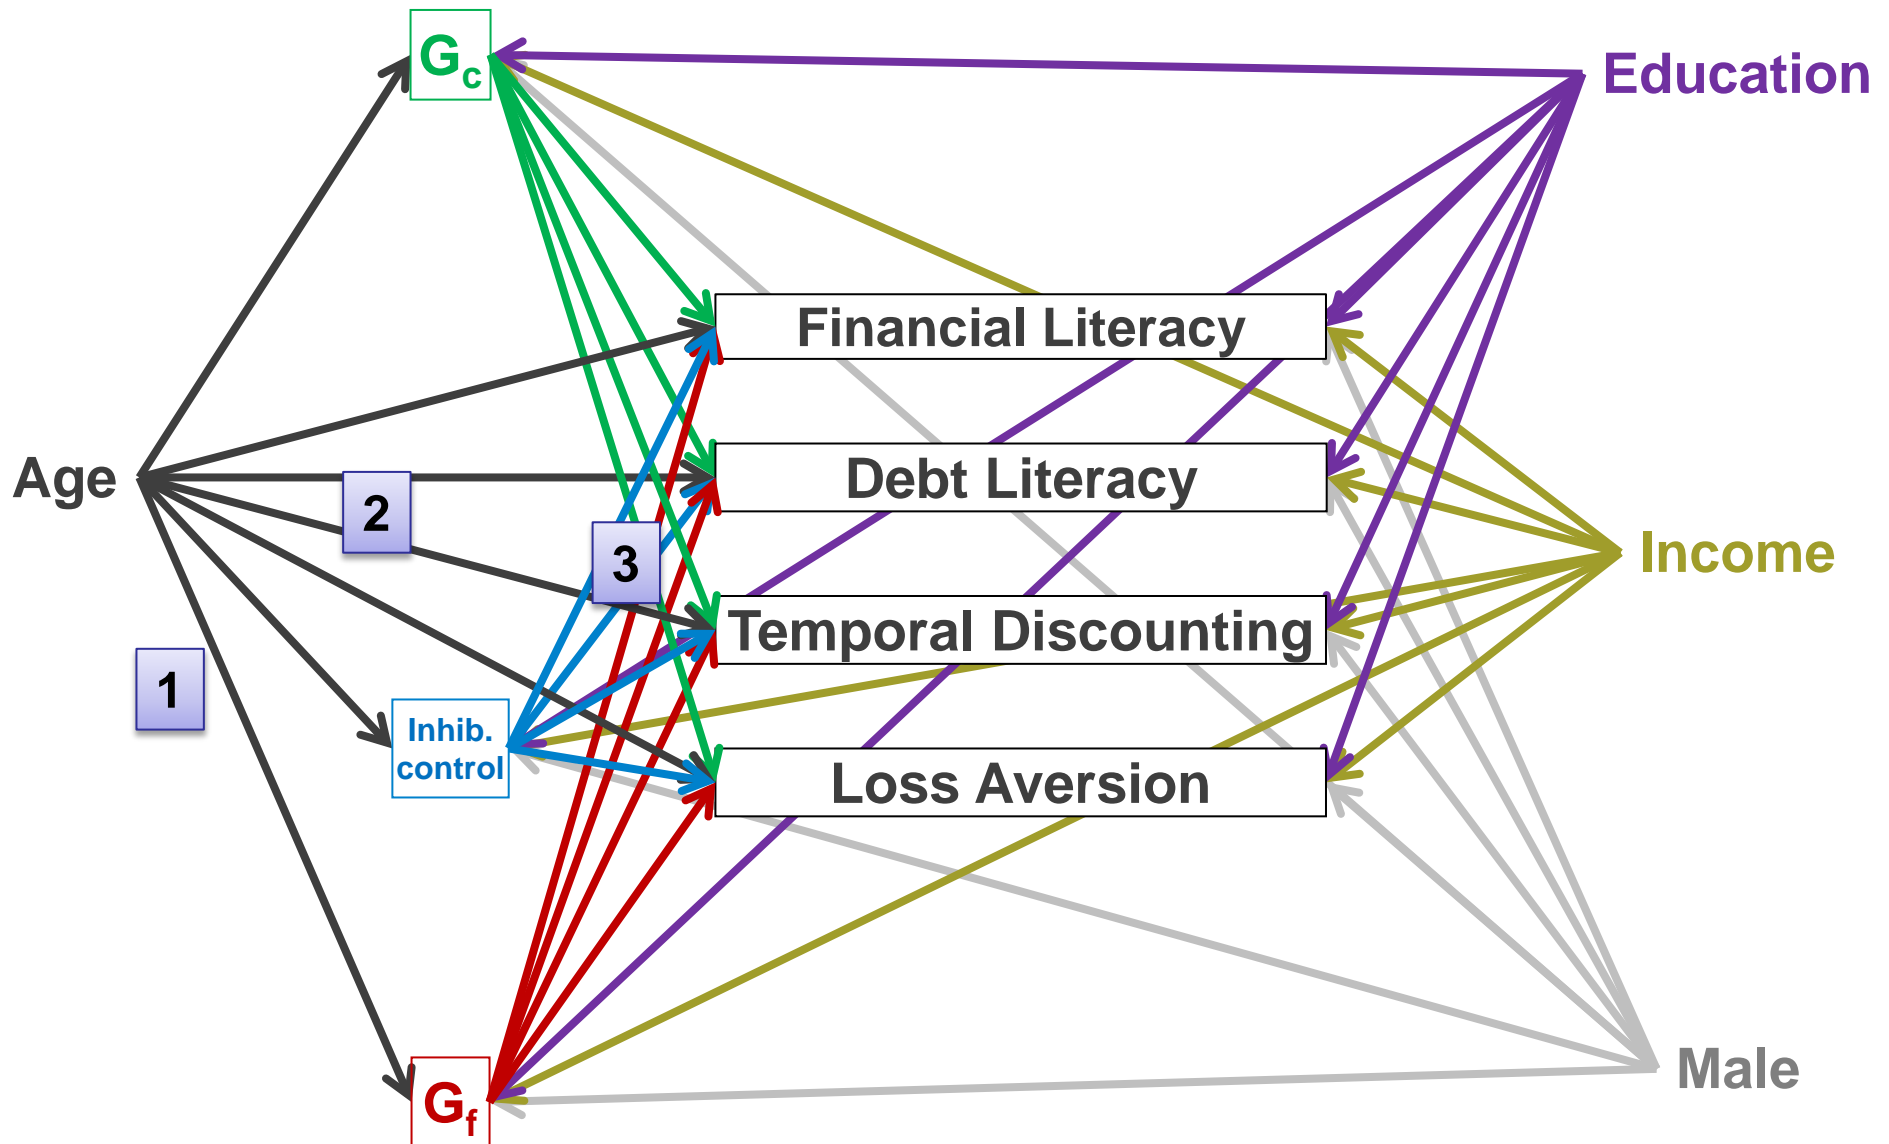 Gc
Education
Financial Literacy
Age
Debt Literacy
2
3
Income
Temporal Discounting
1
Inhib.
control
Loss Aversion
Male
Gf